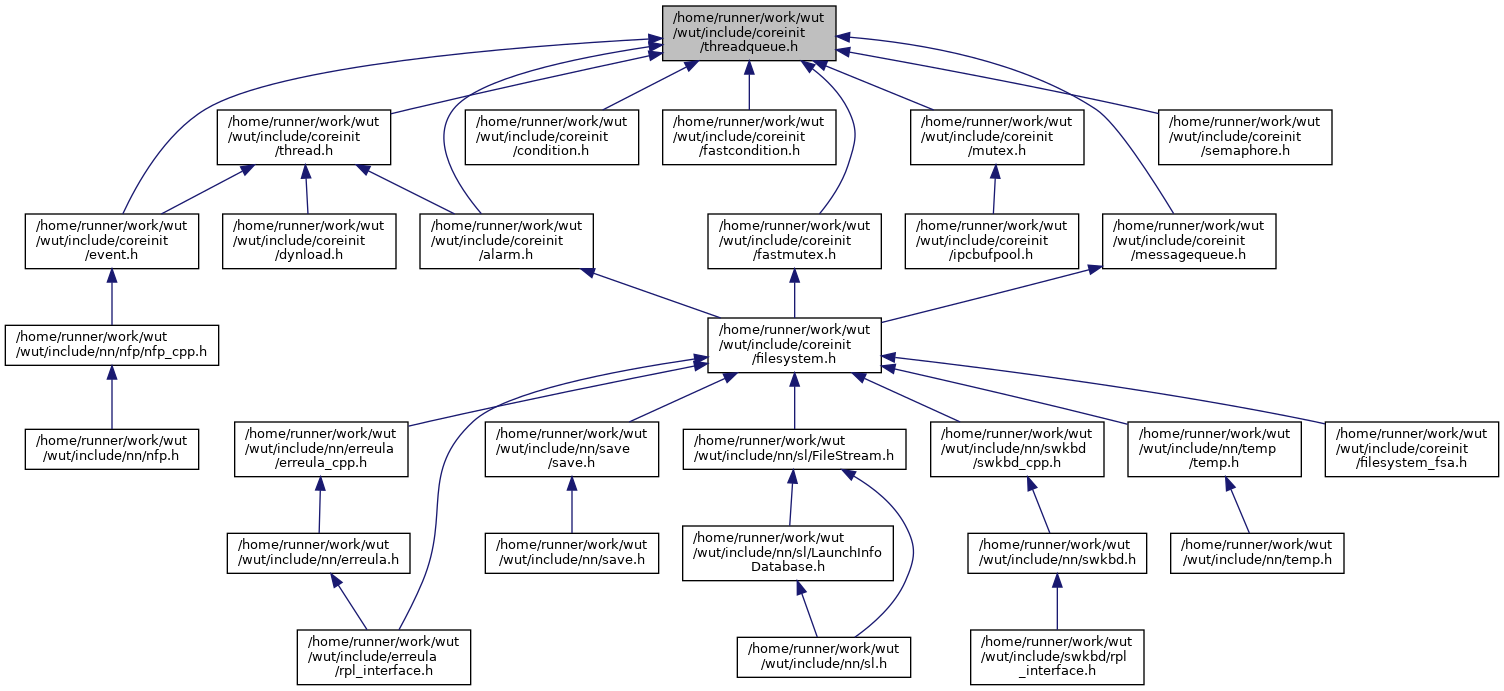 /home/runner/work/wut
/wut/include/coreinit
/threadqueue.h
/home/runner/work/wut
/wut/include/coreinit
/thread.h
/home/runner/work/wut
/wut/include/coreinit
/condition.h
/home/runner/work/wut
/wut/include/coreinit
/fastcondition.h
/home/runner/work/wut
/wut/include/coreinit
/mutex.h
/home/runner/work/wut
/wut/include/coreinit
/semaphore.h
/home/runner/work/wut
/wut/include/coreinit
/event.h
/home/runner/work/wut
/wut/include/coreinit
/dynload.h
/home/runner/work/wut
/wut/include/coreinit
/alarm.h
/home/runner/work/wut
/wut/include/coreinit
/fastmutex.h
/home/runner/work/wut
/wut/include/coreinit
/ipcbufpool.h
/home/runner/work/wut
/wut/include/coreinit
/messagequeue.h
/home/runner/work/wut
/wut/include/nn/nfp/nfp_cpp.h
/home/runner/work/wut
/wut/include/coreinit
/filesystem.h
/home/runner/work/wut
/wut/include/nn/nfp.h
/home/runner/work/wut
/wut/include/nn/erreula
/erreula_cpp.h
/home/runner/work/wut
/wut/include/nn/save
/save.h
/home/runner/work/wut
/wut/include/nn/sl/FileStream.h
/home/runner/work/wut
/wut/include/nn/swkbd
/swkbd_cpp.h
/home/runner/work/wut
/wut/include/nn/temp
/temp.h
/home/runner/work/wut
/wut/include/coreinit
/filesystem_fsa.h
/home/runner/work/wut
/wut/include/nn/erreula.h
/home/runner/work/wut
/wut/include/nn/save.h
/home/runner/work/wut
/wut/include/nn/sl/LaunchInfo
Database.h
/home/runner/work/wut
/wut/include/nn/swkbd.h
/home/runner/work/wut
/wut/include/nn/temp.h
/home/runner/work/wut
/wut/include/erreula
/rpl_interface.h
/home/runner/work/wut
/wut/include/nn/sl.h
/home/runner/work/wut
/wut/include/swkbd/rpl
_interface.h